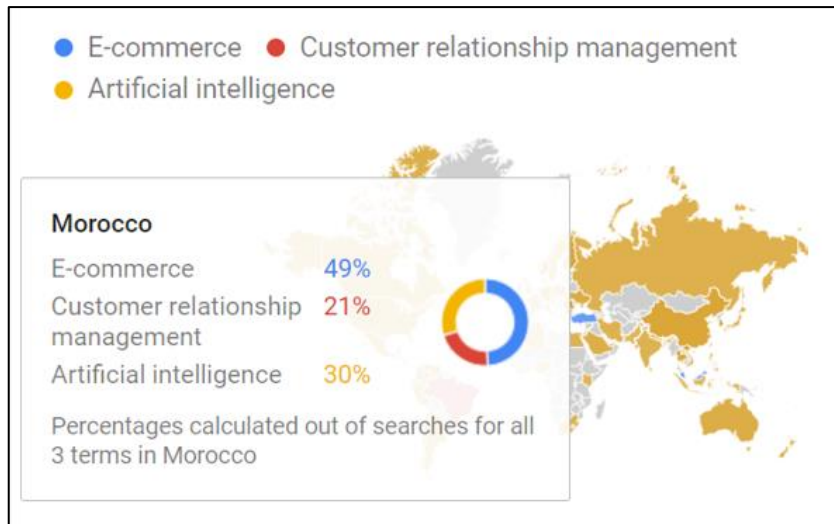 E-commerce Customer relationship management
Artificial intelligence
Morocco
E-commerce 49%
Customer relationship 21%
management
Artificial intelligence 30%
Percentages calculated out of searches for all
3 terms in Morocco